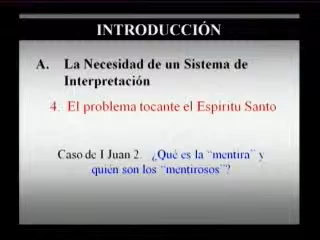 INTRODUCCIÓN
A. La Necesidad de un Sistema de
Interpretación
4. El problema tocante el Espíritu Santo
Caso de I Juan 2. ¿Qué es la “mentira” y
quién son los “mentirosos”?